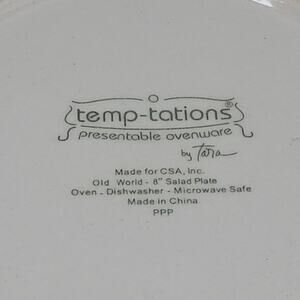 temp-tations®
presentable ovenware
by Tara
Made for CSA, Inc.
Old World - 8" Salad Plate
Oven - Dishwasher - Microwave Safe
Made in China
PPP